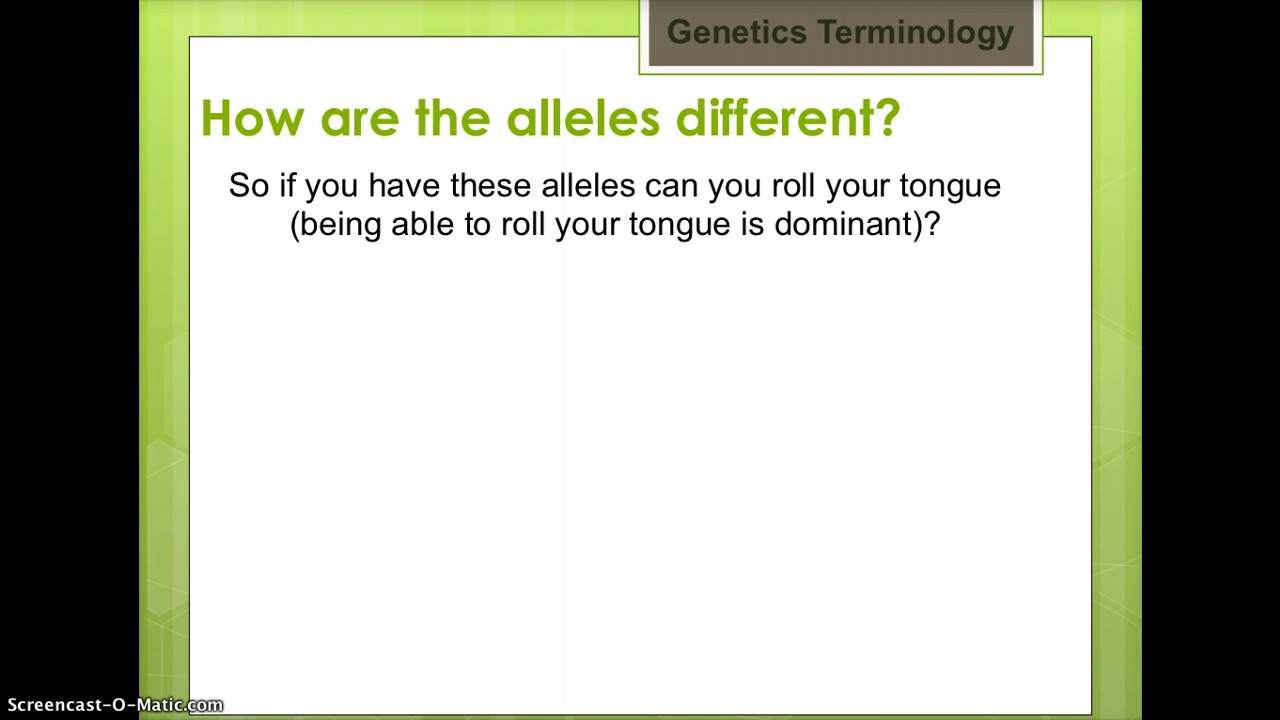 Genetics Terminology
How are the alleles different?
So if you have these alleles can you roll your tongue
(being able to roll your tongue is dominant)?
Screencast-O-Matic.com